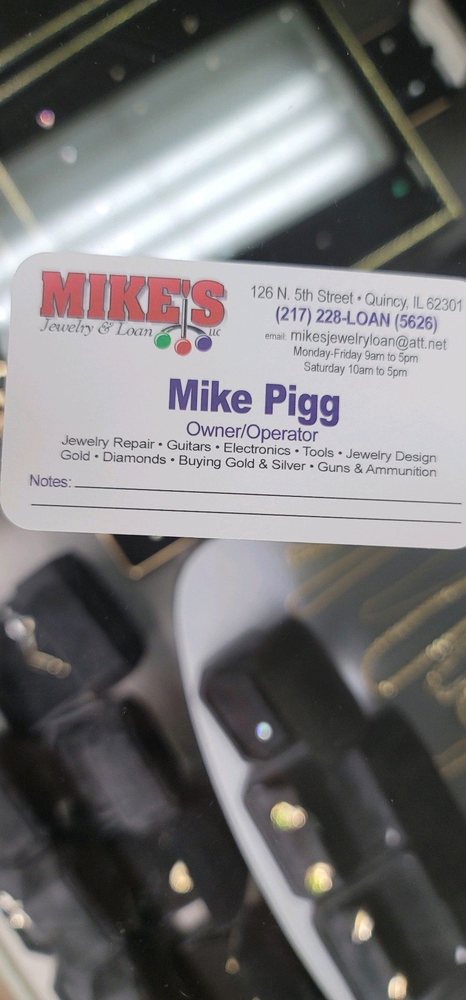 MIKE'S
Jewelry & Loan LLC
126 N. 5th Street • Quincy, IL 62301
(217) 228-LOAN (5626)
email: mikesjewelryloan@att.net
Monday-Friday 9am to 5pm
Saturday 10am to 5pm
Mike Pigg
Owner/Operator
Jewelry Repair • Guitars • Electronics • Tools • Jewelry Design
Gold • Diamonds • Buying Gold & Silver • Guns & Ammunition
Notes: